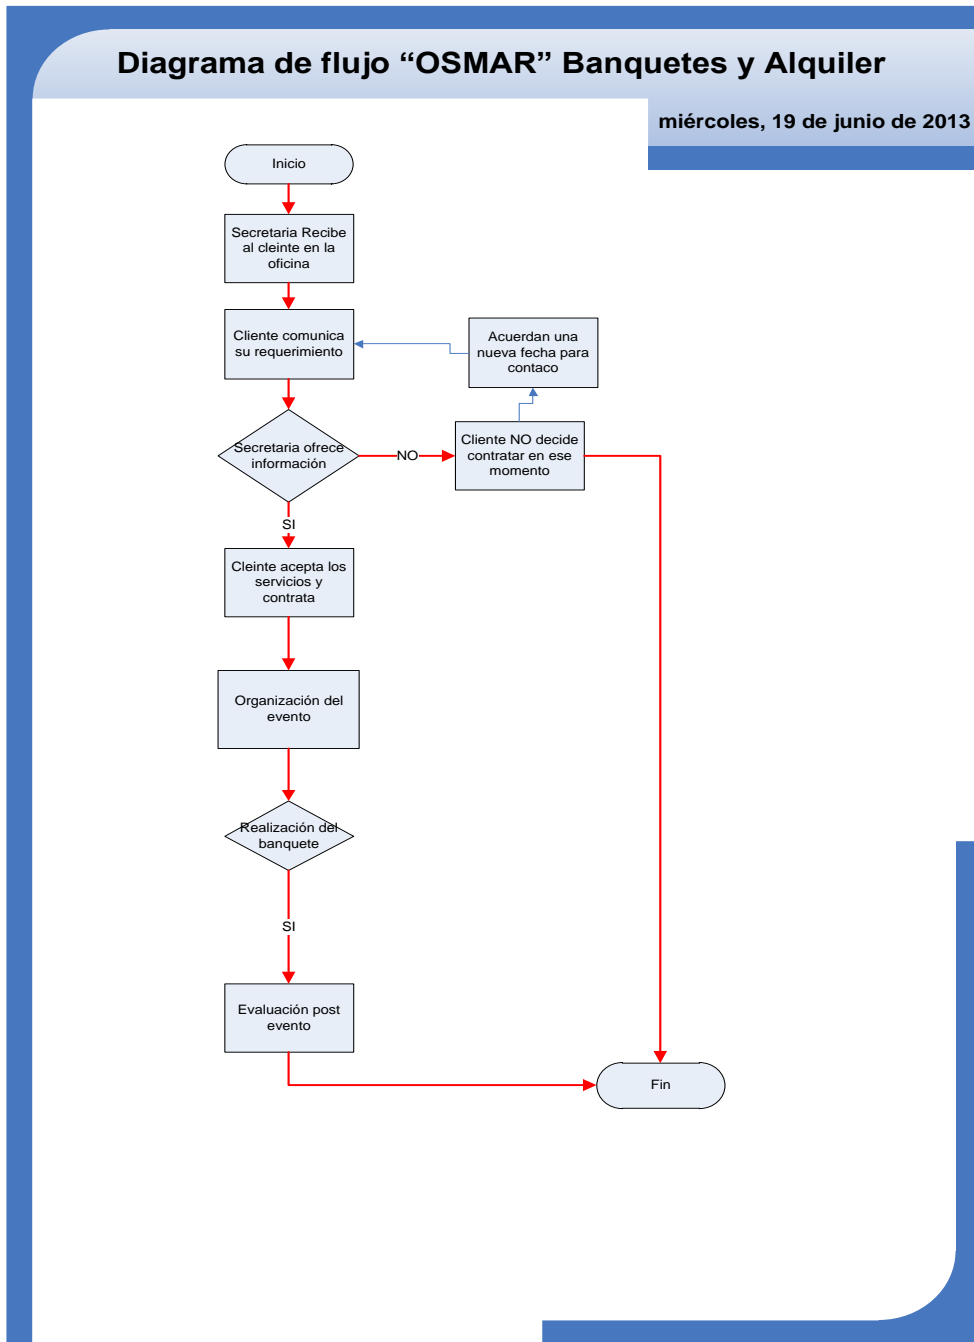 Diagrama de flujo “OSMAR” Banquetes y Alquiler
miércoles, 19 de junio de 2013
Inicio
Secretaria Recibe
al cleinte en la
oficina
Cliente comunica
su requerimiento
Acuerdan una
nueva fecha para
contaco
Secretaria ofrece
información
NO
Cliente NO decide
contratar en ese
momento
SI
Cleinte acepta los
servicios y
contrata
Organización del
evento
Realización del
banquete
SI
Evaluación post
evento
Fin